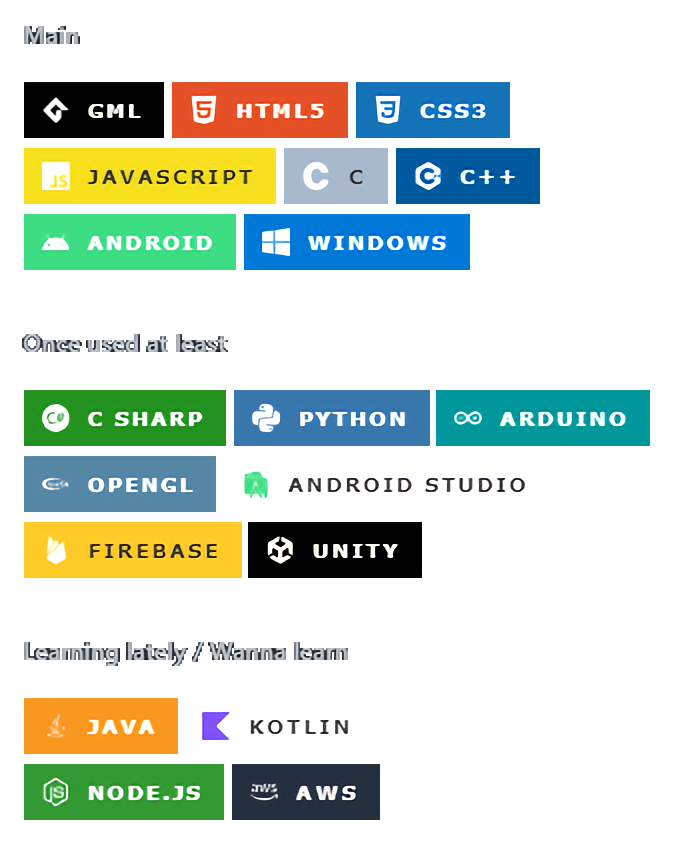 Main
GML HTML5 CSS3
JAVASCRIPT C C++
ANDROID WINDOWS
Once used at least
C SHARP PYTHON ARDUINO
OPENGL ANDROID STUDIO
FIREBASE UNITY
Learning lately / Wanna learn
JAVA KOTLIN
NODE.JS AWS